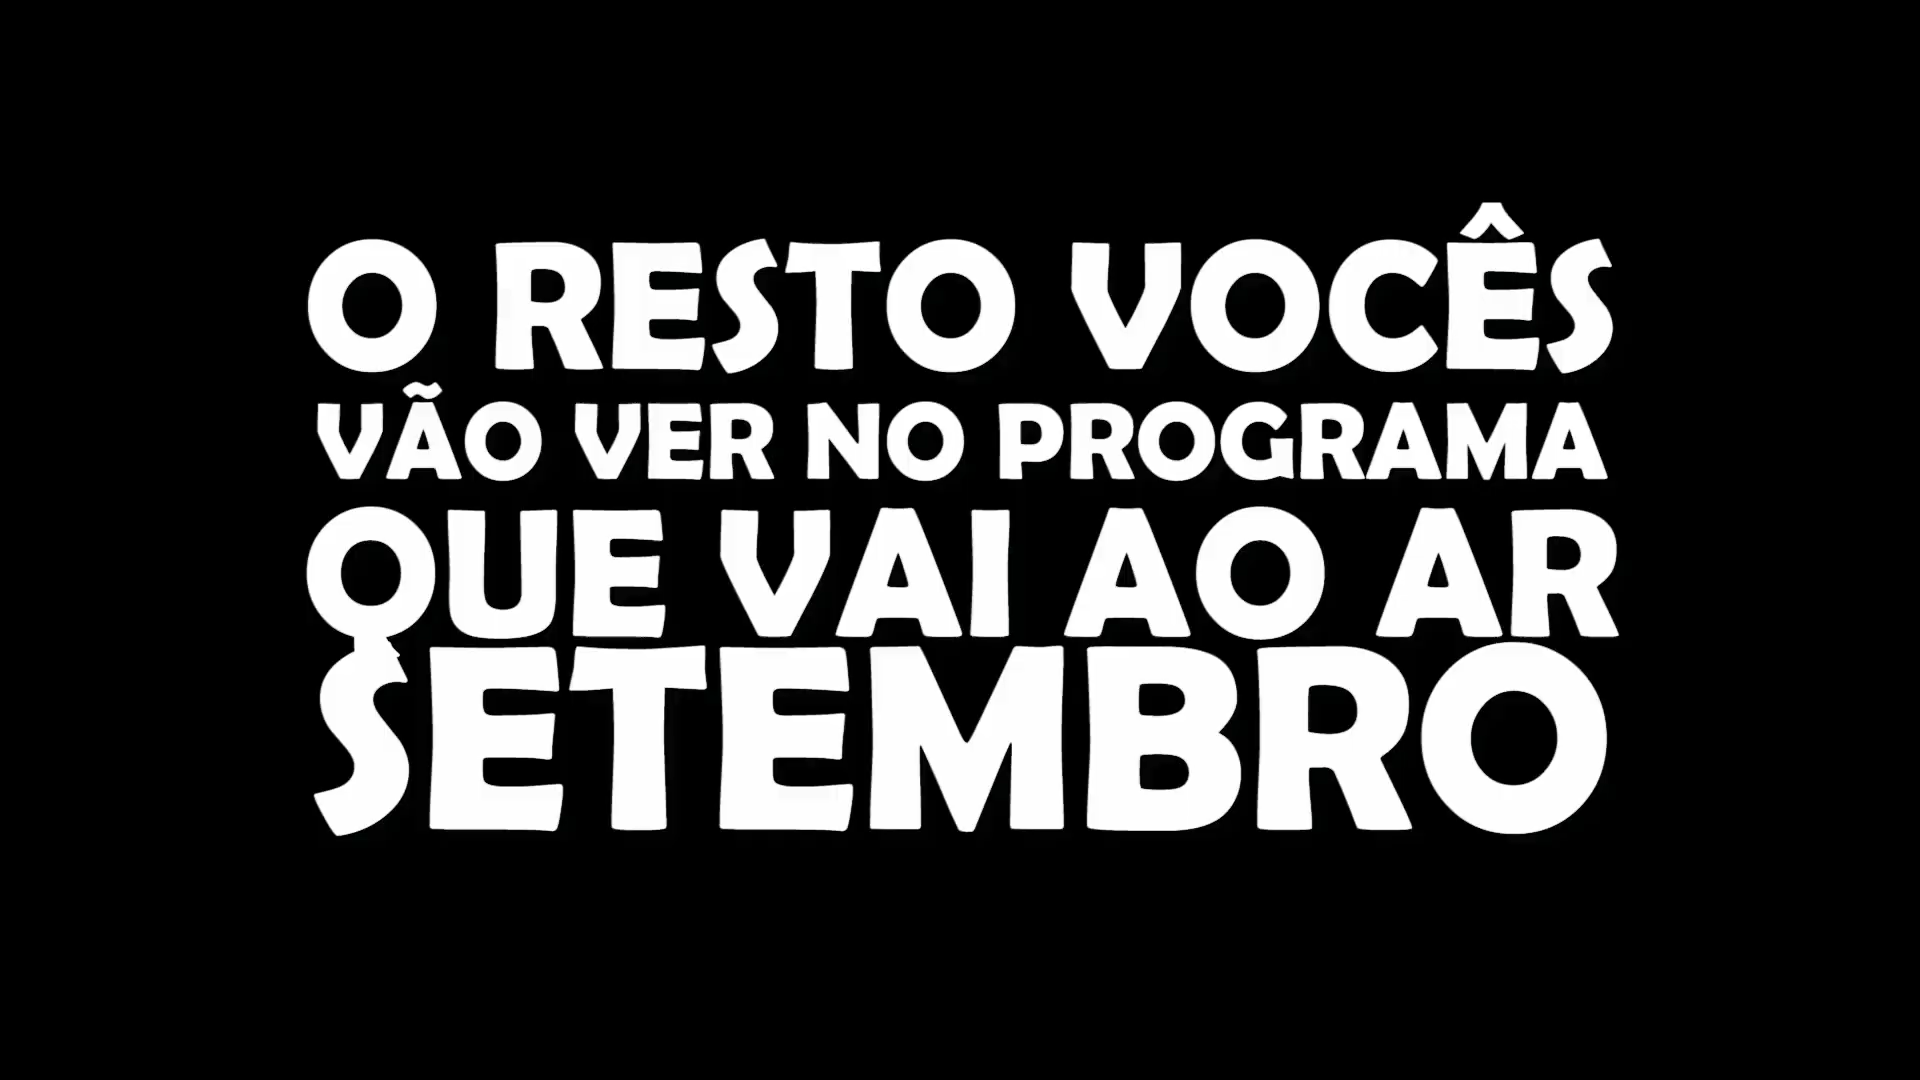 O RESTO VOCÊS
VÃO VER NO PROGRAMA
QUE VAI AO AR
SETEMBRO